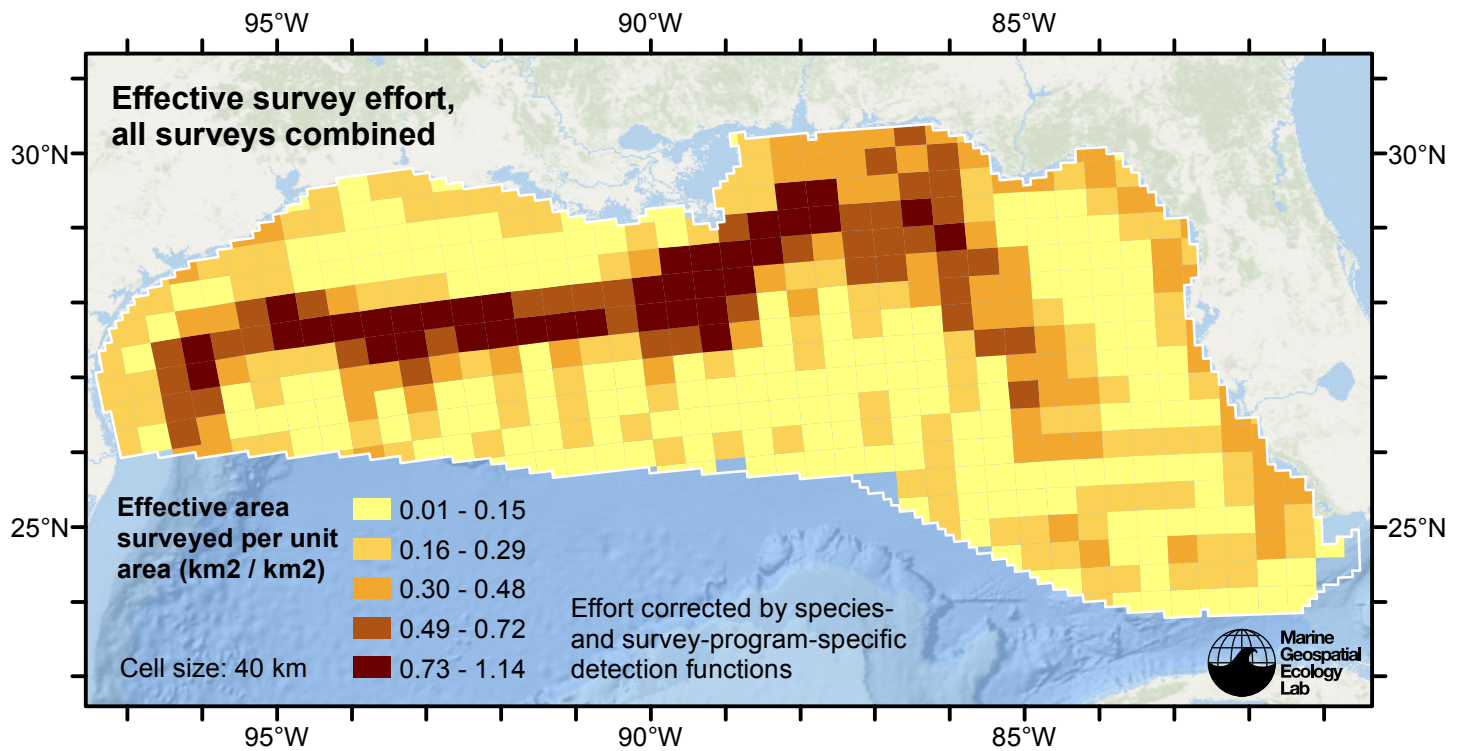 95°W 90°W 85°W
Effective survey effort,
all surveys combined
30°N 30°N
25°N 25°N
Effective area
surveyed per unit
area (km2 / km2)
0.01 - 0.15
0.16 - 0.29
0.30 - 0.48
0.49 - 0.72
0.73 - 1.14
Cell size: 40 km
Effort corrected by species-
and survey-program-specific
detection functions
Marine
Geospatial
Ecology
Lab
95°W 90°W 85°W